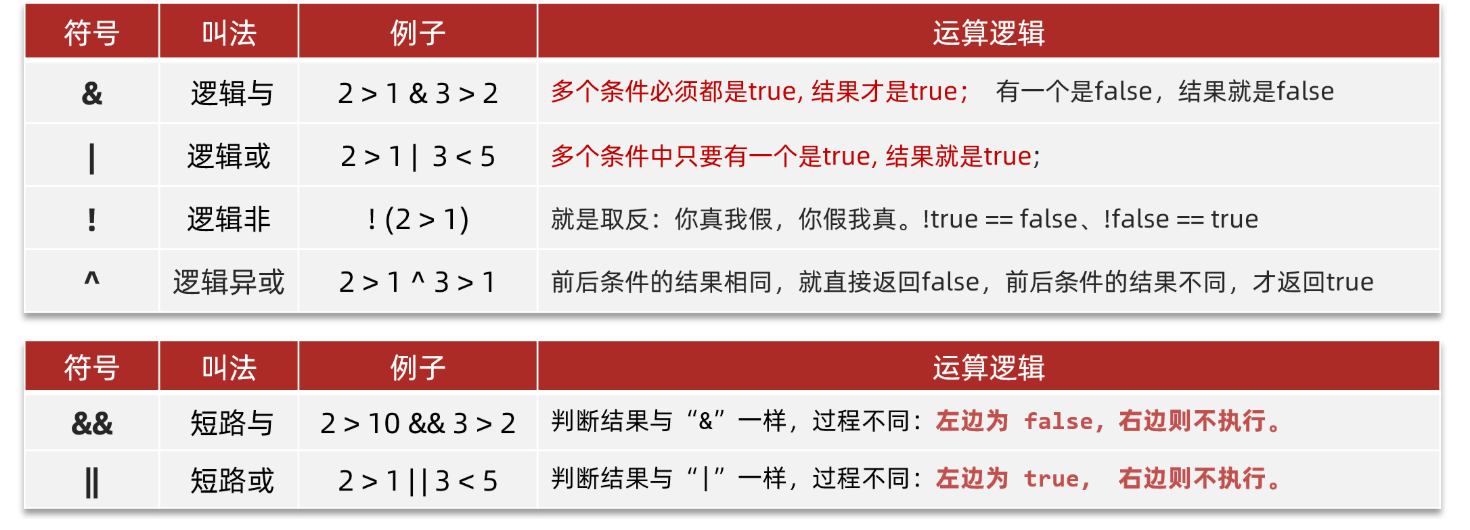 符号 叫法 例子 运算逻辑
& 逻辑与 2 > 1 & 3 > 2 多个条件必须都是true, 结果才是true； 有一个是false，结果就是false
| 逻辑或 2 > 1 | 3 < 5 多个条件中只要有一个是true, 结果就是true；
! 逻辑非 ! (2 > 1) 就是取反：你真我假，你假我真。!true == false、!false == true
^ 逻辑异或 2 > 1 ^ 3 > 1 前后条件的结果相同，就直接返回false，前后条件的结果不同，才返回true
符号 叫法 例子 运算逻辑
&& 短路与 2 > 10 && 3 > 2 判断结果与“&”一样，过程不同：左边为 false，右边则不执行。
|| 短路或 2 > 1 || 3 < 5 判断结果与“|”一样，过程不同：左边为 true， 右边则不执行。